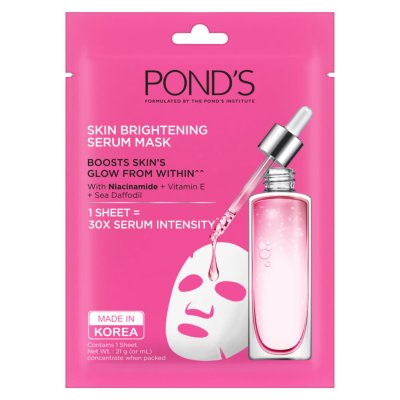 POND'S
FORMULATED BY THE POND'S INSTITUTE
SKIN BRIGHTENING
SERUM MASK
BOOSTS SKIN'S
GLOW FROM WITHIN^^
With Niacinamide + Vitamin E
+ Sea Daffodil
1 SHEET =
30X SERUM INTENSITY
MADE IN
KOREA
Contains 1 Sheet.
Net Wt. : 21 g (or mL)
concentrate when packed